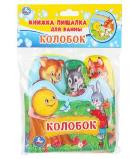 КНИЖКА ПИЩАЛКА
ДЛЯ ВАННЫ
КОЛОБОК
КОЛОБОК